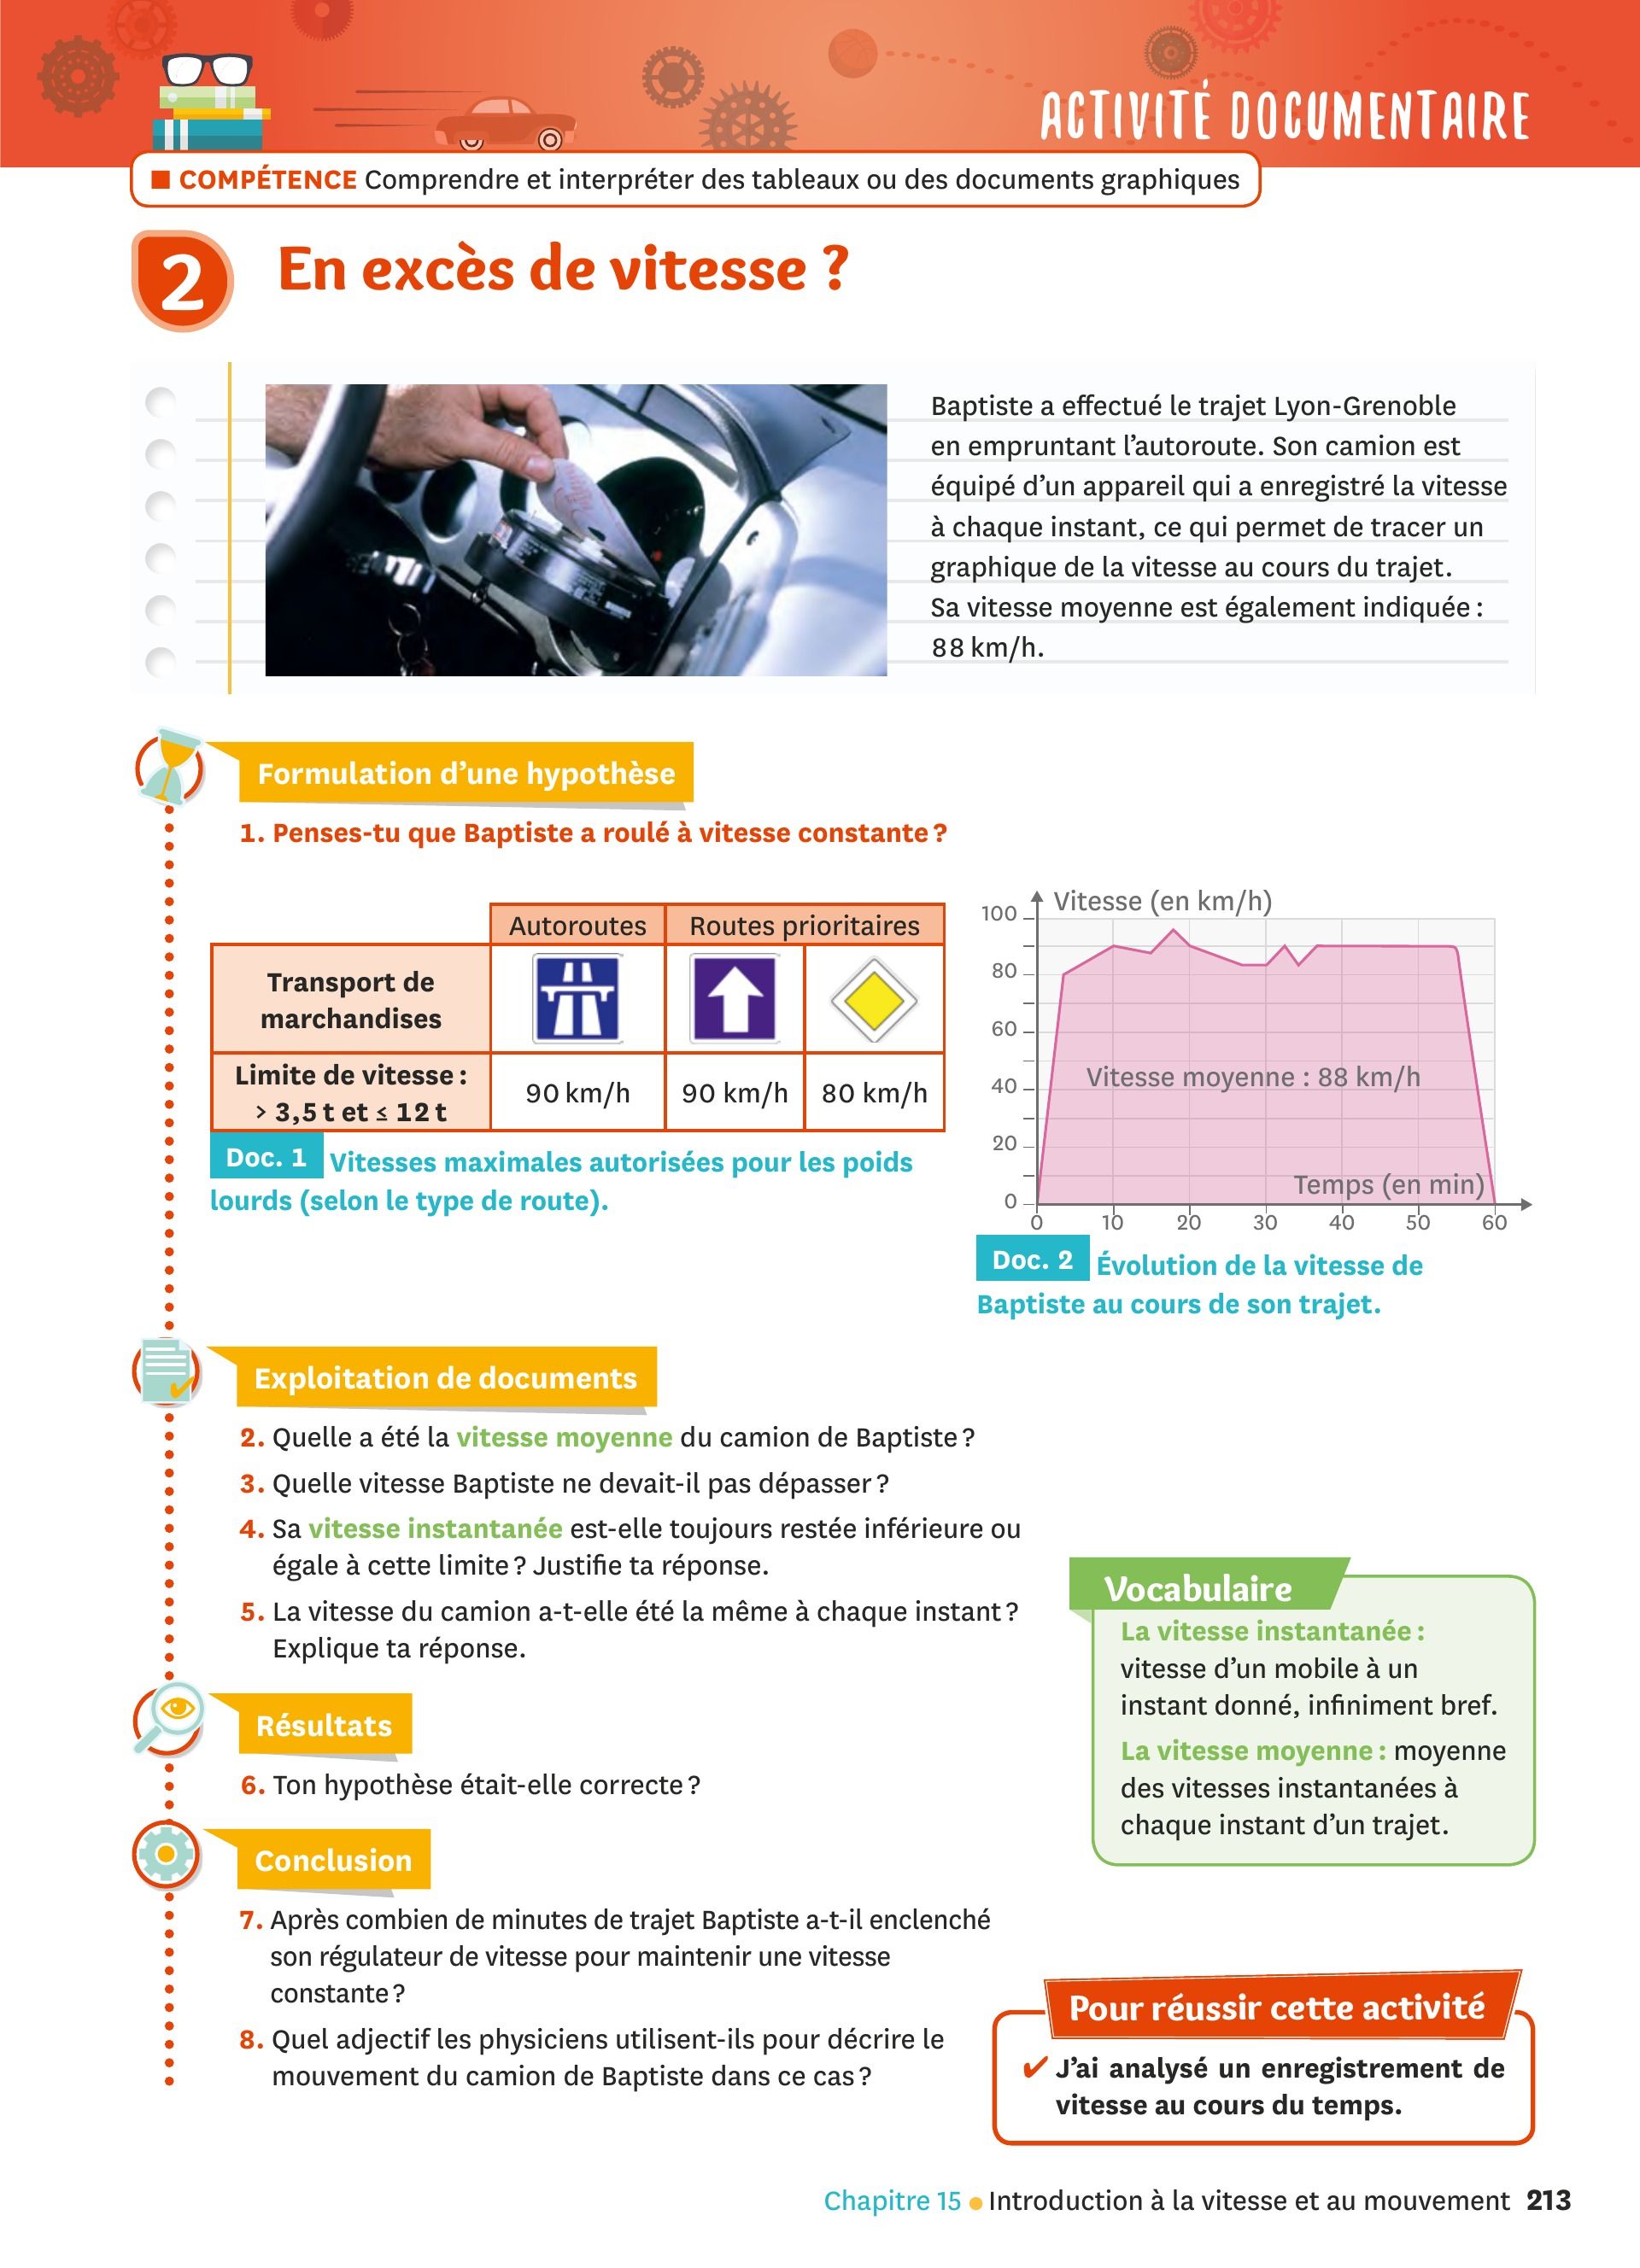 ACTIVITÉ DOCUMENTAIRE
■ COMPÉTENCE Comprendre et interpréter des tableaux ou des documents graphiques
2 En excès de vitesse ?
Baptiste a effectué le trajet Lyon-Grenoble
en empruntant l’autoroute. Son camion est
équipé d’un appareil qui a enregistré la vitesse
à chaque instant, ce qui permet de tracer un
graphique de la vitesse au cours du trajet.
Sa vitesse moyenne est également indiquée :
88 km/h.
Formulation d’une hypothèse
1. Penses-tu que Baptiste a roulé à vitesse constante ?
Autoroutes Routes prioritaires
Transport de
marchandises
Limite de vitesse :
> 3,5 t et ≤ 12 t
90 km/h 90 km/h 80 km/h
Doc. 1 Vitesses maximales autorisées pour les poids
lourds (selon le type de route).
Vitesse (en km/h)
100
80
60
40
20
0
Vitesse moyenne : 88 km/h
Temps (en min)
0 10 20 30 40 50 60
Doc. 2 Évolution de la vitesse de
Baptiste au cours de son trajet.
Exploitation de documents
2. Quelle a été la vitesse moyenne du camion de Baptiste ?
3. Quelle vitesse Baptiste ne devait-il pas dépasser ?
4. Sa vitesse instantanée est-elle toujours restée inférieure ou
égale à cette limite ? Justifie ta réponse.
5. La vitesse du camion a-t-elle été la même à chaque instant ?
Explique ta réponse.
Résultats
6. Ton hypothèse était-elle correcte ?
Conclusion
7. Après combien de minutes de trajet Baptiste a-t-il enclenché
son régulateur de vitesse pour maintenir une vitesse
constante ?
8. Quel adjectif les physiciens utilisent-ils pour décrire le
mouvement du camion de Baptiste dans ce cas ?
Vocabulaire
La vitesse instantanée :
vitesse d’un mobile à un
instant donné, infiniment bref.
La vitesse moyenne : moyenne
des vitesses instantanées à
chaque instant d’un trajet.
Pour réussir cette activité
✔ J’ai analysé un enregistrement de
vitesse au cours du temps.
Chapitre 15 ● Introduction à la vitesse et au mouvement 213